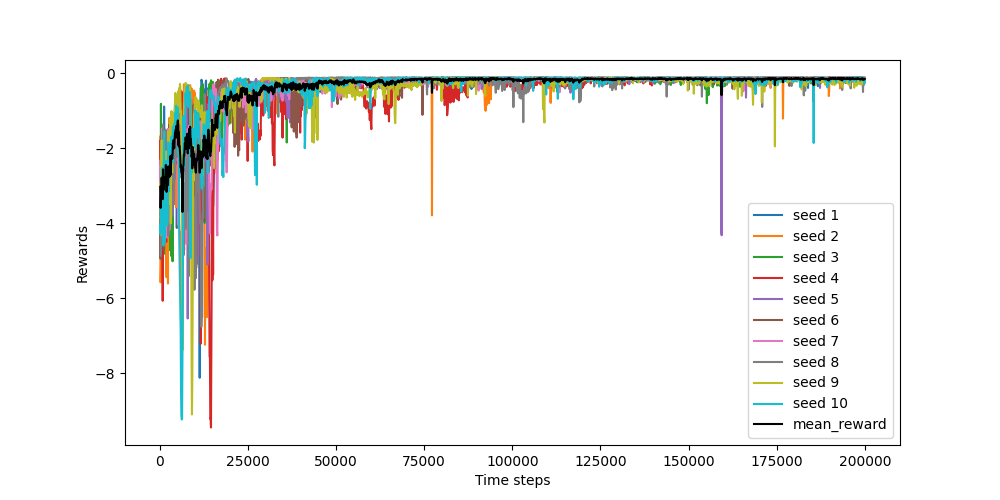 0
−2
−4
−6
−8
Rewards
0
25000
50000
75000
100000
125000
150000
175000
200000
Time steps
seed 1
seed 2
seed 3
seed 4
seed 5
seed 6
seed 7
seed 8
seed 9
seed 10
mean_reward